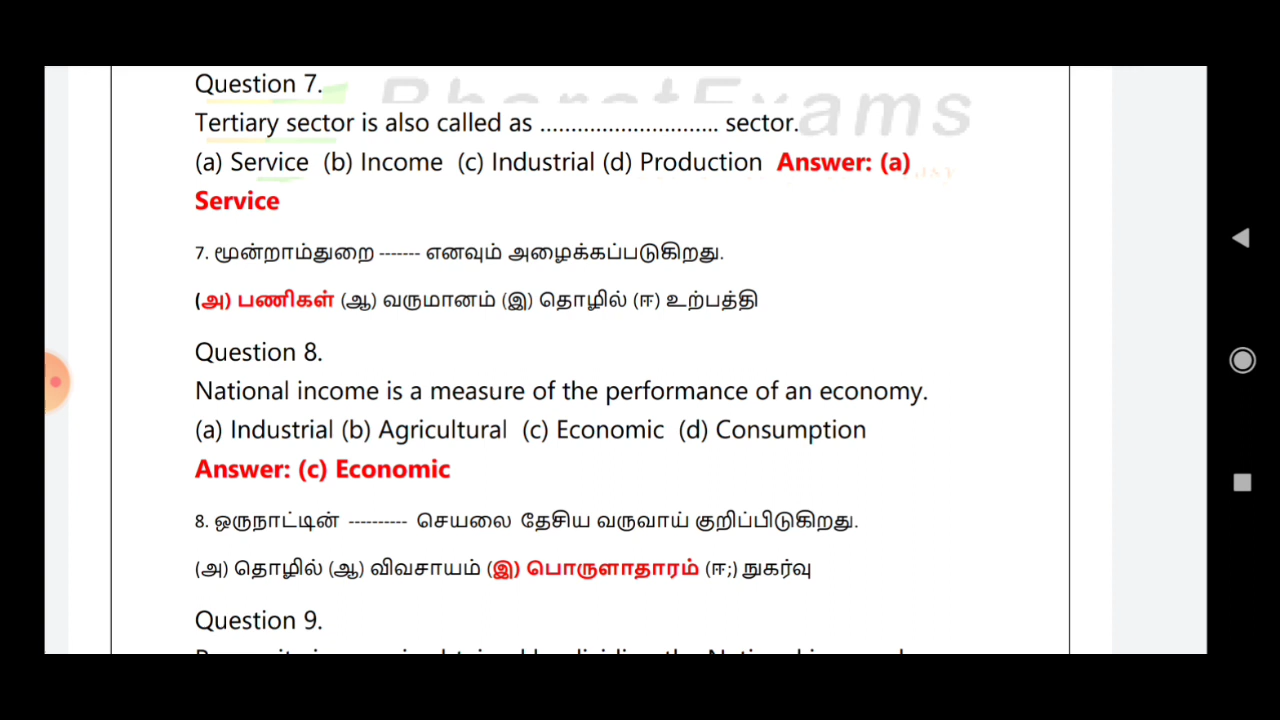 BharatExams
Question 7.
Tertiary sector is also called as ............................ sector.
(a) Service (b) Income (c) Industrial (d) Production Answer: (a)
Service
7. மூன்றாம்துறை ------- எனவும் அழைக்கப்படுகிறது.
(அ) பணிகள் (ஆ) வருமானம் (இ) தொழில் (ஈ) உற்பத்தி
Question 8.
National income is a measure of the performance of an economy.
(a) Industrial (b) Agricultural (c) Economic (d) Consumption
Answer: (c) Economic
8. ஒருநாட்டின் ---------- செயலை தேசிய வருவாய் குறிப்பிடுகிறது.
(அ) தொழில் (ஆ) விவசாயம் (இ) பொருளாதாரம் (ஈ;) நுகர்வு
Question 9.